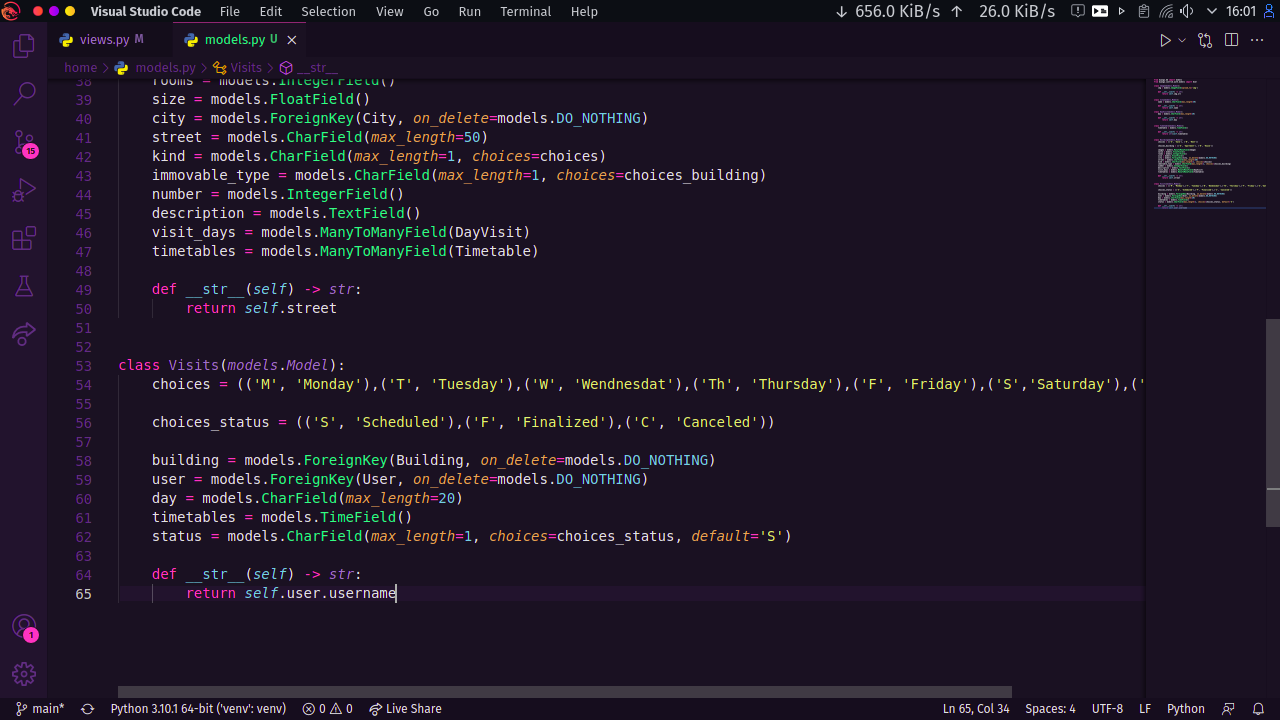 Visual Studio Code File Edit Selection View Go Run Terminal Help ↓ 656.0 KiB/s ↑ 26.0 KiB/s 16:01
views.py M models.py U
home > models.py > Visits > __str__
38 rooms = models.IntegerField()
39 size = models.FloatField()
40 city = models.ForeignKey(City, on_delete=models.DO_NOTHING)
41 street = models.CharField(max_length=50)
42 kind = models.CharField(max_length=1, choices=choices)
43 immovable_type = models.CharField(max_length=1, choices=choices_building)
44 number = models.IntegerField()
45 description = models.TextField()
46 visit_days = models.ManyToManyField(DayVisit)
47 timetables = models.ManyToManyField(Timetable)
48
49 def __str__(self) -> str:
50 return self.street
51
52
53 class Visits(models.Model):
54 choices = (('M', 'Monday'),('T', 'Tuesday'),('W', 'Wendnesdat'),('Th', 'Thursday'),('F', 'Friday'),('S','Saturday'),('
55
56 choices_status = (('S', 'Scheduled'),('F', 'Finalized'),('C', 'Canceled'))
57
58 building = models.ForeignKey(Building, on_delete=models.DO_NOTHING)
59 user = models.ForeignKey(User, on_delete=models.DO_NOTHING)
60 day = models.CharField(max_length=20)
61 timetables = models.TimeField()
62 status = models.CharField(max_length=1, choices=choices_status, default='S')
63
64 def __str__(self) -> str:
65 return self.user.username
15
1
main* Python 3.10.1 64-bit ('venv': venv) 0 0 Live Share Ln 65, Col 34 Spaces: 4 UTF-8 LF Python